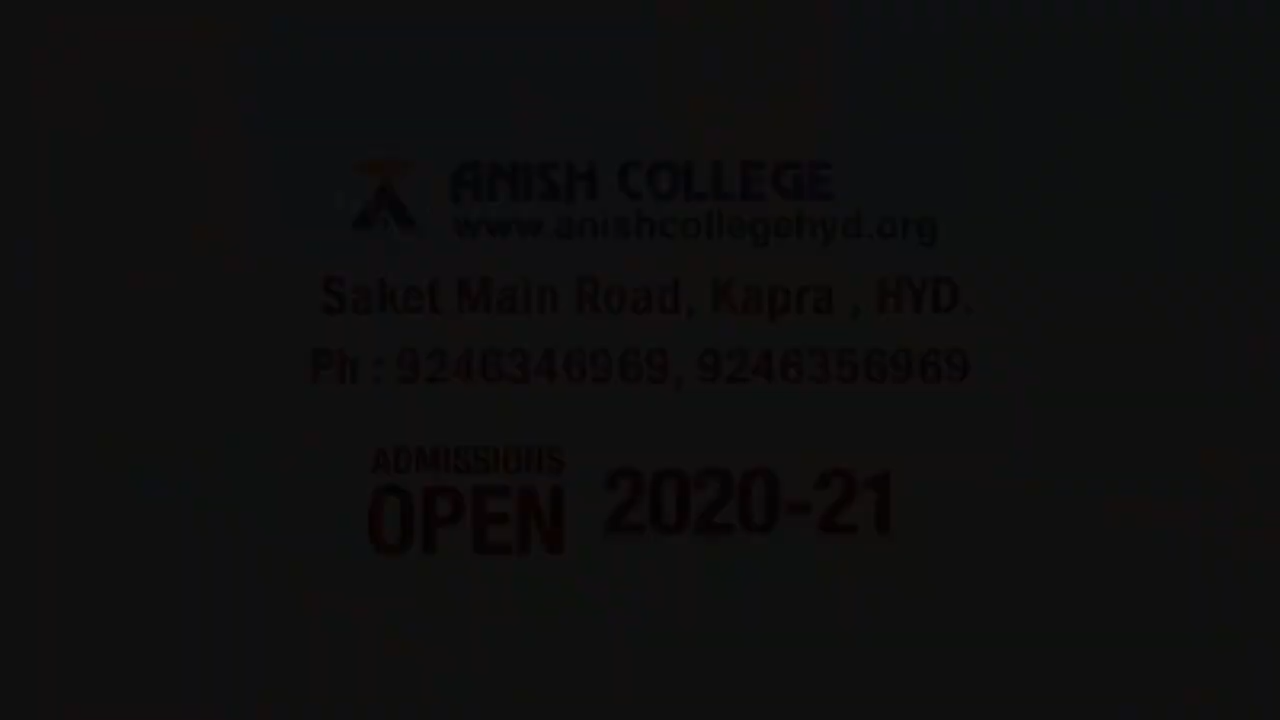 ANISH COLLEGE
www.anishcollegehyd.org
Saket Main Road, Kapra , HYD.
Ph : 9246346969, 9246356969
ADMISSIONS
OPEN 2020-21